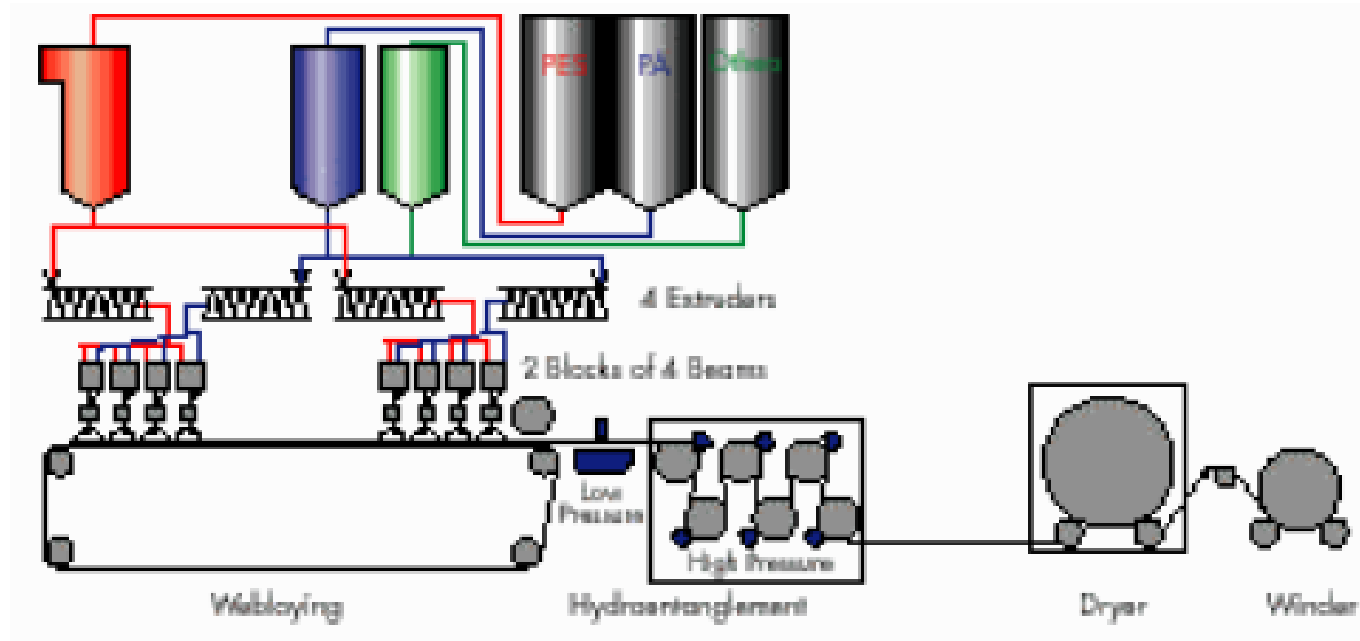 PES PA Others
4 Extruders
2 Blocks of 4 Beams
Low
Pressure
High Pressure
Weblaying Hydroentanglement Dryer Winder